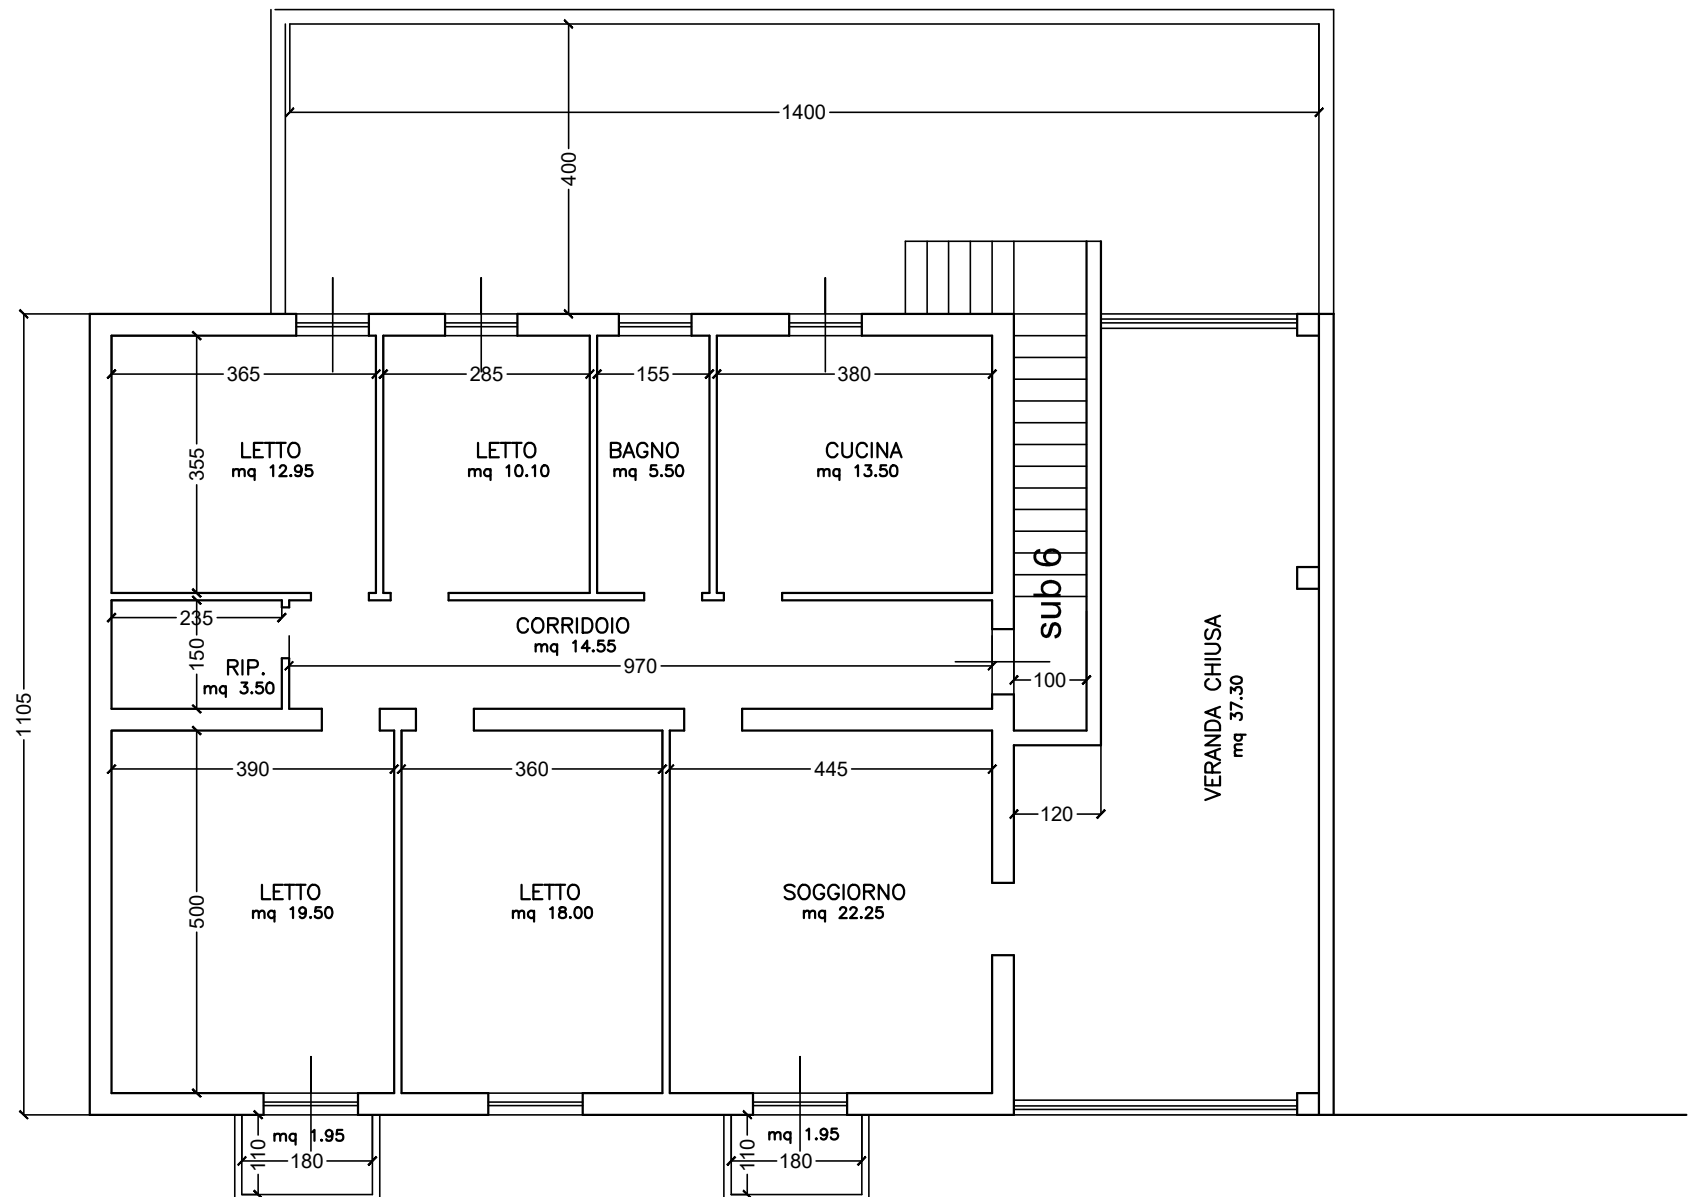 1400
400
365
285
155
380
355
LETTO
mq 12.95
LETTO
mq 10.10
BAGNO
mq 5.50
CUCINA
mq 13.50
sub 6
235
150
RIP.
mq 3.50
CORRIDOIO
mq 14.55
970
100
1105
VERANDA CHIUSA
mq 37.30
390
360
445
120
500
LETTO
mq 19.50
LETTO
mq 18.00
SOGGIORNO
mq 22.25
mq 1.95
110
180
mq 1.95
110
180